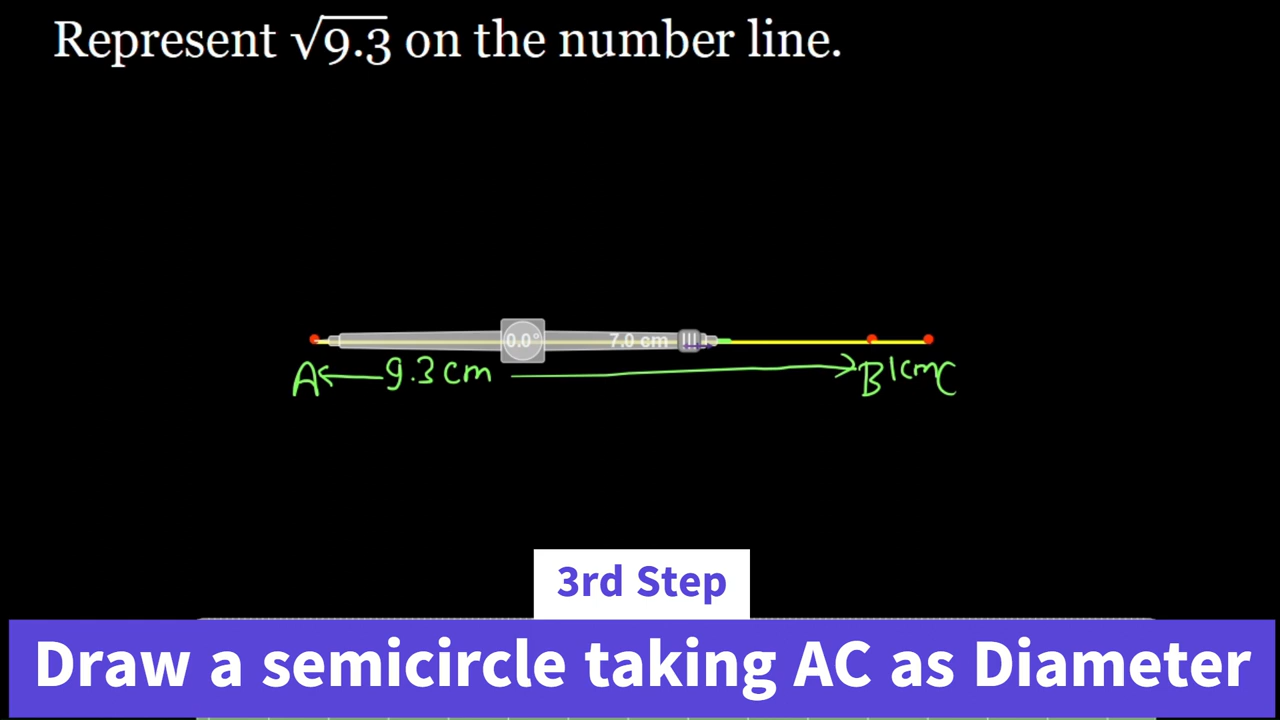 Represent √9.3 on the number line.
0.0° 7.0 cm
A 9.3 cm B 1cm C
3rd Step
Draw a semicircle taking AC as Diameter